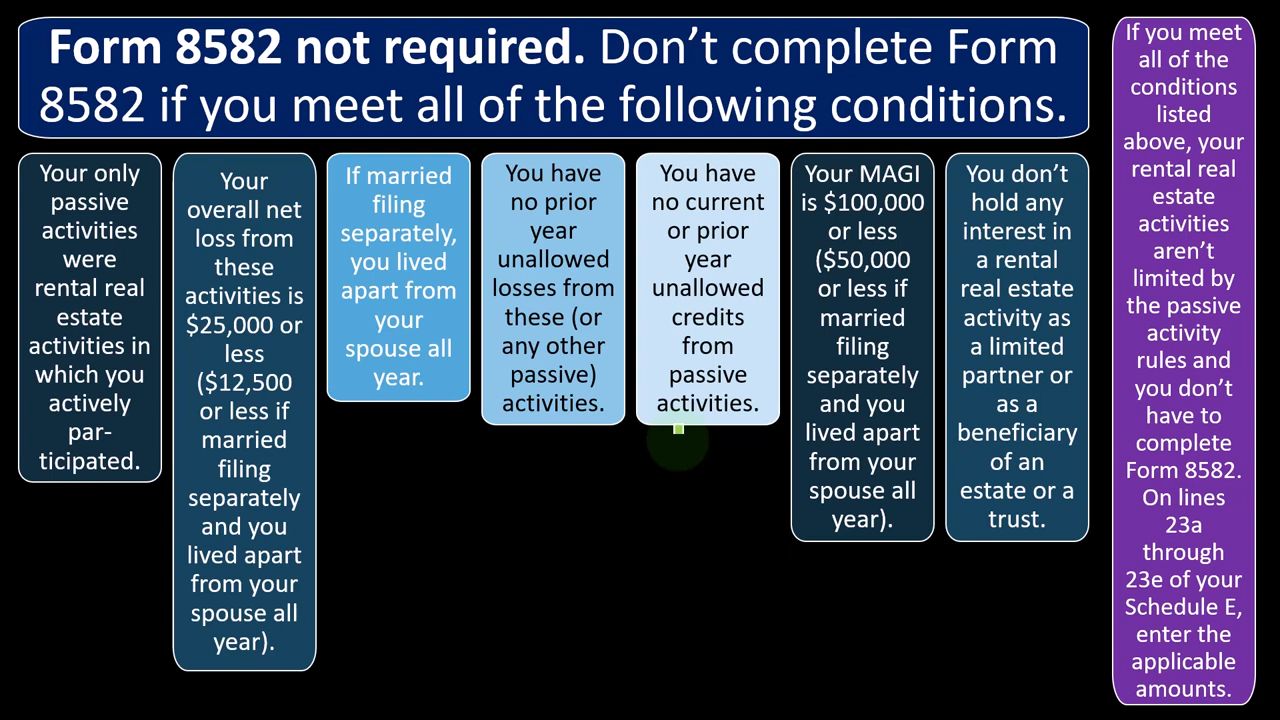 Form 8582 not required. Don’t complete Form
8582 if you meet all of the following conditions.
Your only
passive
activities
were
rental real
estate
activities in
which you
actively
par-
ticipated.
Your
overall net
loss from
these
activities is
$25,000 or
less
($12,500
or less if
married
filing
separately
and you
lived apart
from your
spouse all
year).
If married
filing
separately,
you lived
apart from
your
spouse all
year.
You have
no prior
year
unallowed
losses from
these (or
any other
passive)
activities.
You have
no current
or prior
year
unallowed
credits
from
passive
activities.
Your MAGI
is $100,000
or less
($50,000
or less if
married
filing
separately
and you
lived apart
from your
spouse all
year).
You don’t
hold any
interest in
a rental
real estate
activity as
a limited
partner or
as a
beneficiary
of an
estate or a
trust.
If you meet
all of the
conditions
listed
above, your
rental real
estate
activities
aren’t
limited by
the passive
activity
rules and
you don’t
have to
complete
Form 8582.
On lines
23a
through
23e of your
Schedule E,
enter the
applicable
amounts.